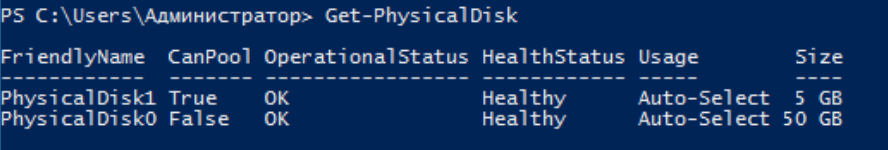 PS C:\Users\Администратор> Get-PhysicalDisk
FriendlyName CanPool OperationalStatus HealthStatus Usage Size
------------ ------- ----------------- ------------ ----- ----
PhysicalDisk1 True OK Healthy Auto-Select 5 GB
PhysicalDisk0 False OK Healthy Auto-Select 50 GB